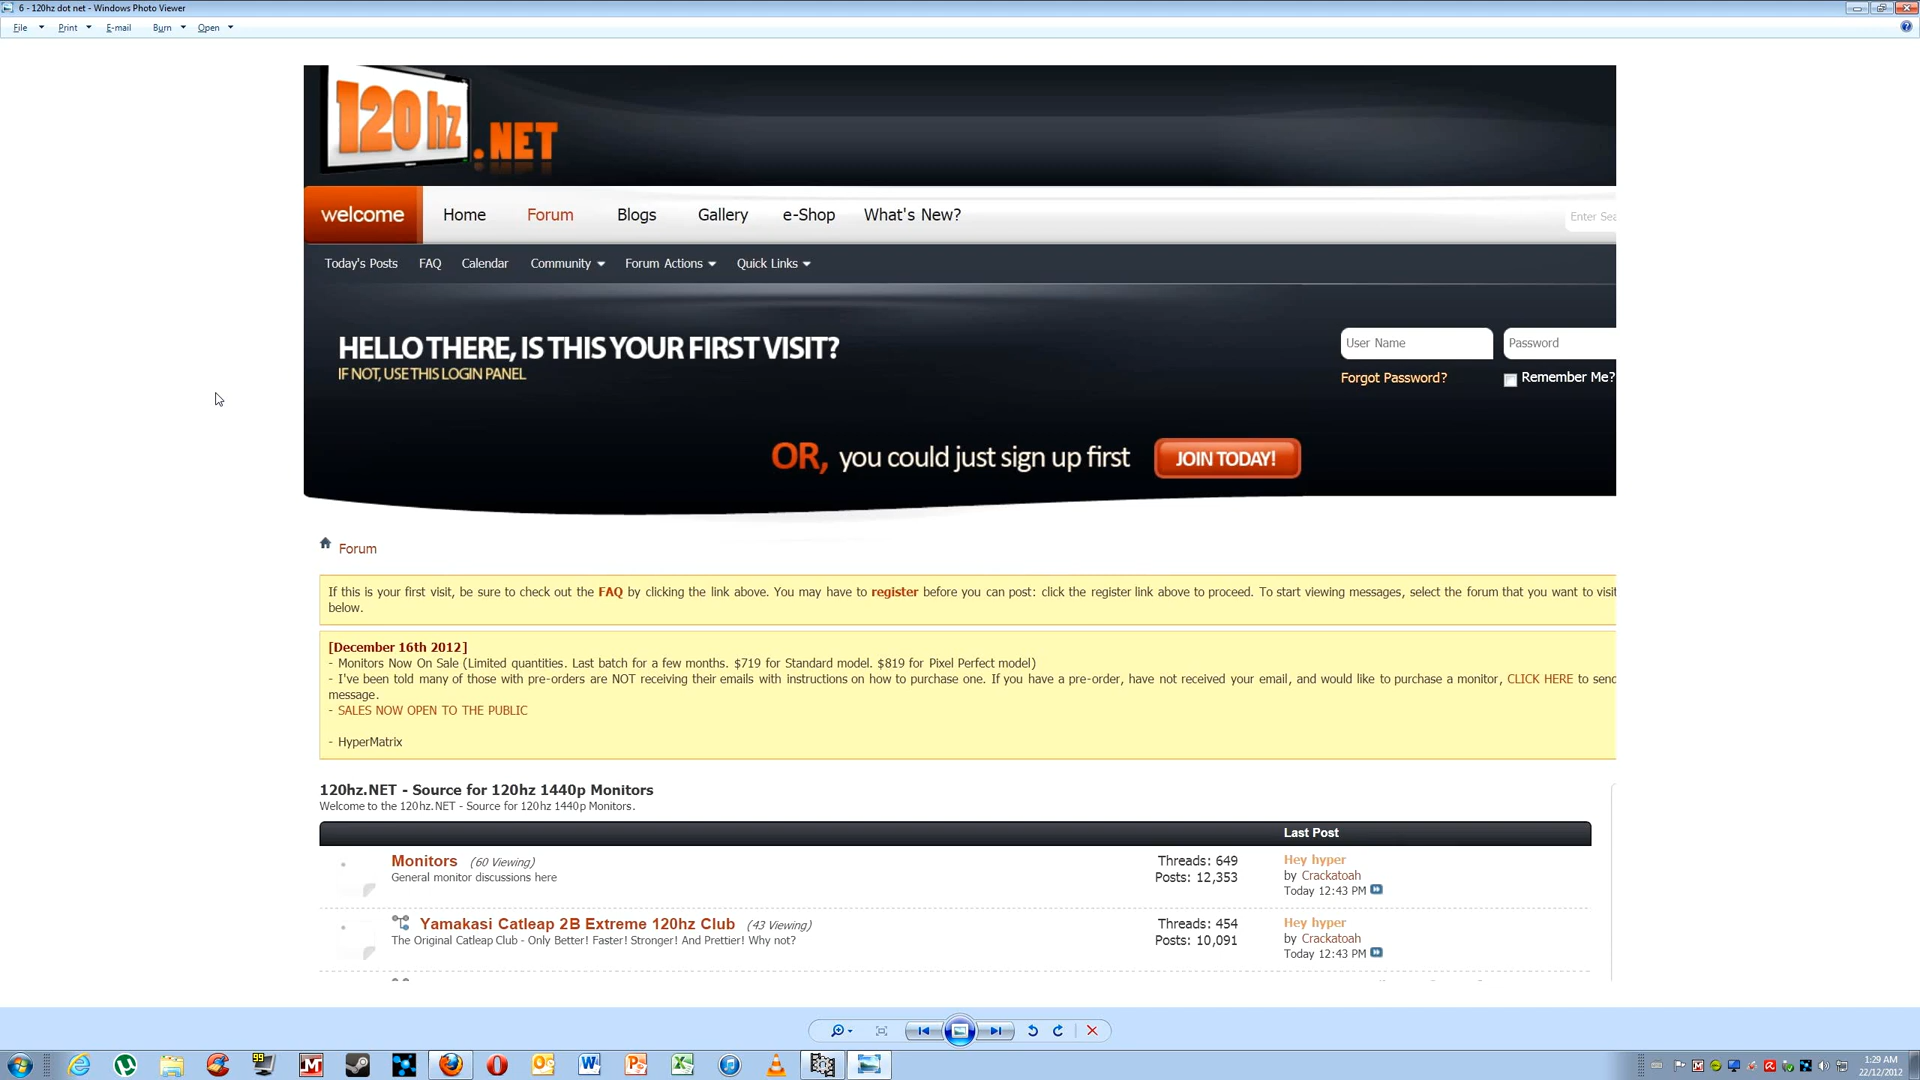 6 - 120hz dot net - Windows Photo Viewer
File Print E-mail Burn Open
120hz
.NET
welcome Home Forum Blogs Gallery e-Shop What's New? Enter Sea
Today's Posts FAQ Calendar Community Forum Actions Quick Links
HELLO THERE, IS THIS YOUR FIRST VISIT?
IF NOT, USE THIS LOGIN PANEL
User Name Password
Forgot Password? Remember Me?
OR, you could just sign up first JOIN TODAY!
Forum
If this is your first visit, be sure to check out the FAQ by clicking the link above. You may have to register before you can post: click the register link above to proceed. To start viewing messages, select the forum that you want to visit
below.
[December 16th 2012]
- Monitors Now On Sale (Limited quantities. Last batch for a few months. $719 for Standard model. $819 for Pixel Perfect model)
- I've been told many of those with pre-orders are NOT receiving their emails with instructions on how to purchase one. If you have a pre-order, have not received your email, and would like to purchase a monitor, CLICK HERE to send
message.
- SALES NOW OPEN TO THE PUBLIC
- HyperMatrix
120hz.NET - Source for 120hz 1440p Monitors
Welcome to the 120hz.NET - Source for 120hz 1440p Monitors.
Last Post
Monitors (60 Viewing) Threads: 649 Hey hyper
General monitor discussions here Posts: 12,353 by Crackatoah
Today 12:43 PM
Yamakasi Catleap 2B Extreme 120hz Club (43 Viewing) Threads: 454 Hey hyper
The Original Catleap Club - Only Better! Faster! Stronger! And Prettier! Why not? Posts: 10,091 by Crackatoah
Today 12:43 PM
99
1:29 AM
22/12/2012